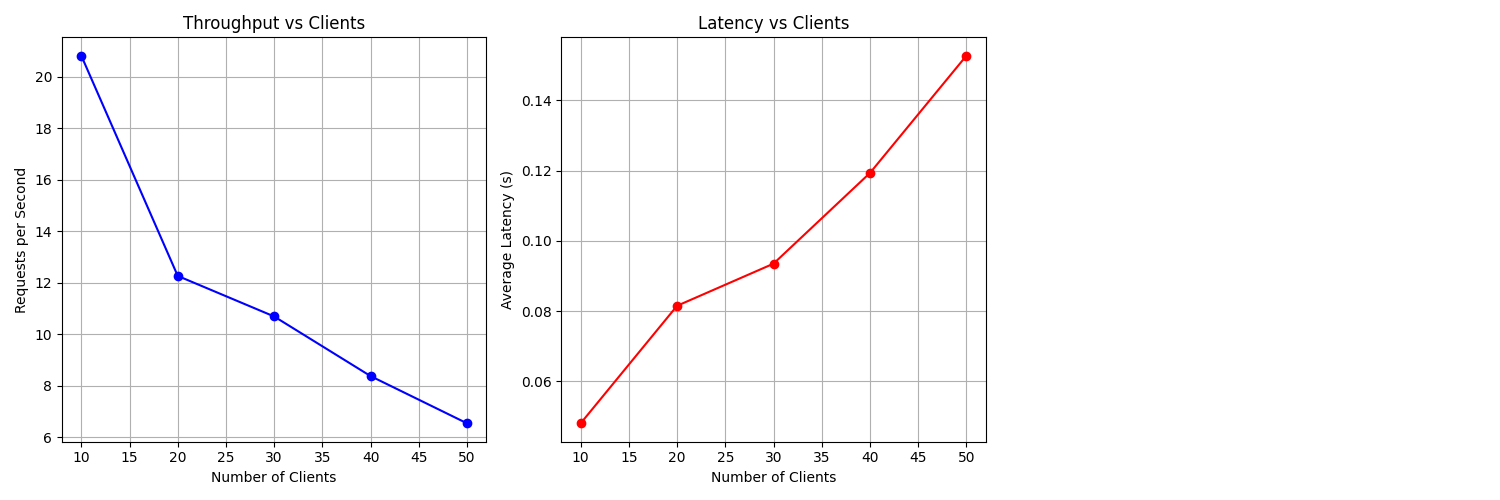 Throughput vs Clients
Requests per Second
20
18
16
14
12
10
8
6
10 15 20 25 30 35 40 45 50
Number of Clients
Latency vs Clients
Average Latency (s)
0.14
0.12
0.10
0.08
0.06
10 15 20 25 30 35 40 45 50
Number of Clients